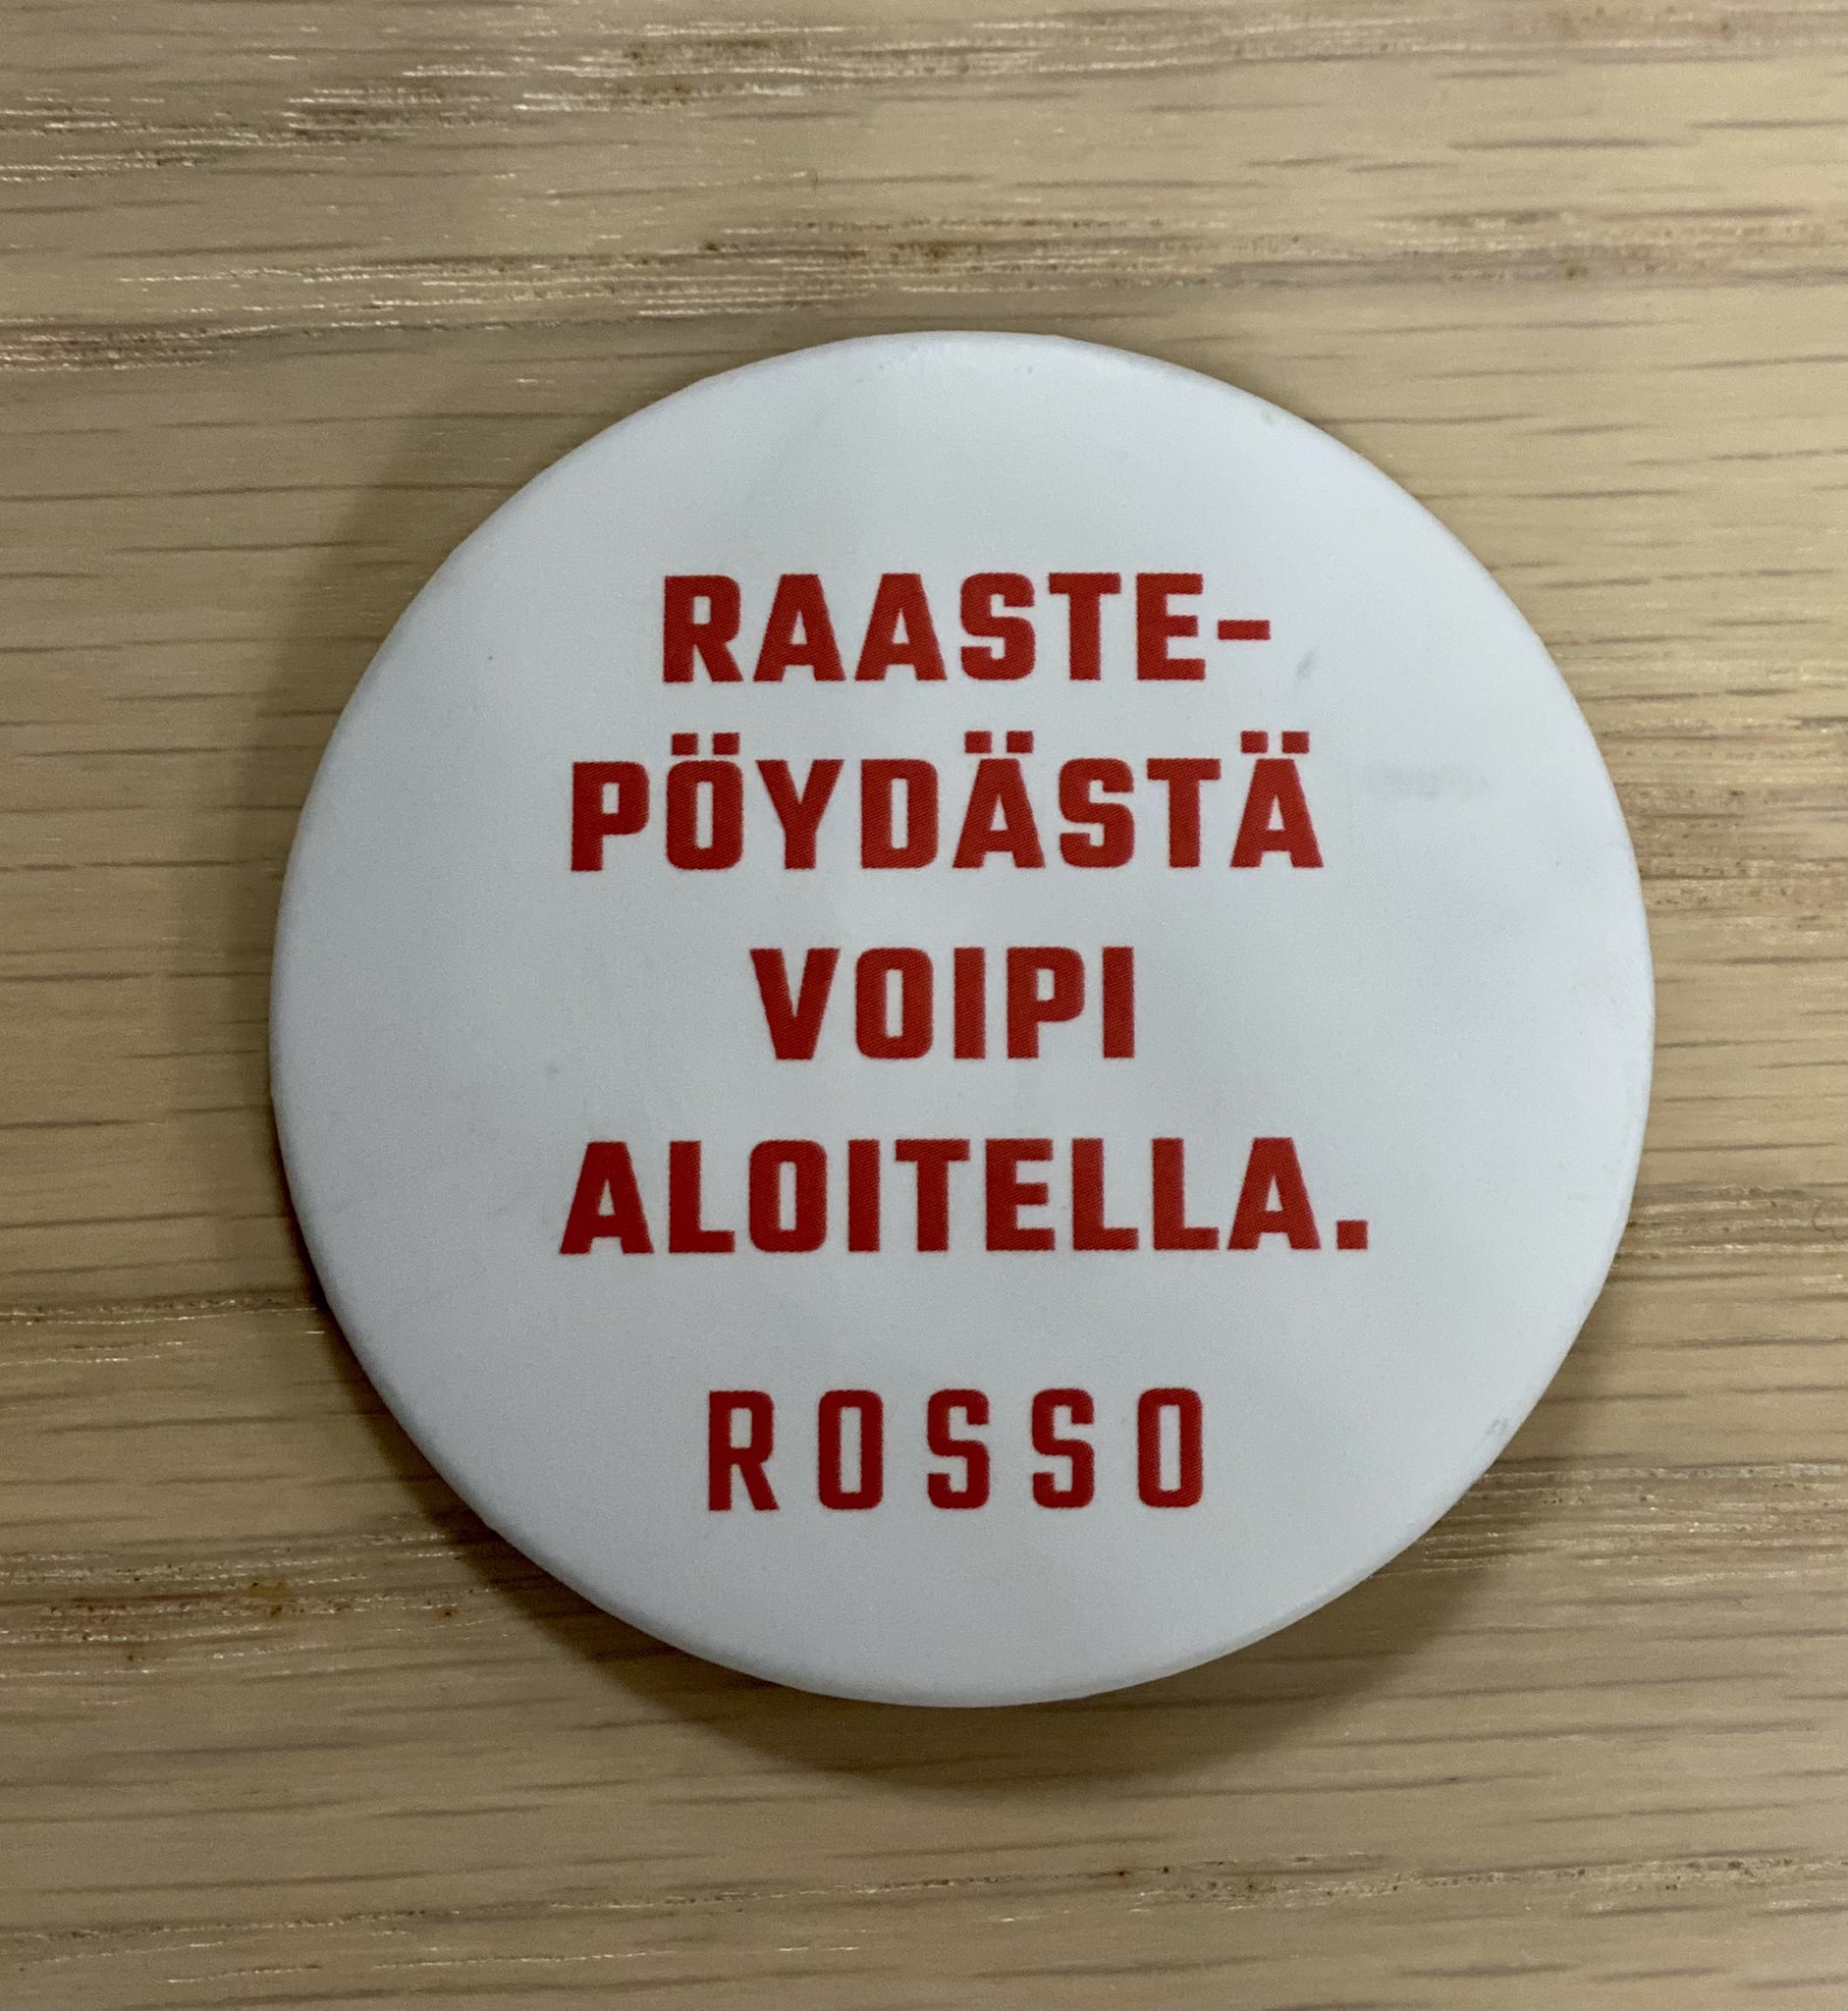 RAASTE-
PÖYDÄSTÄ
VOIPI
ALOITELLA.
ROSSO